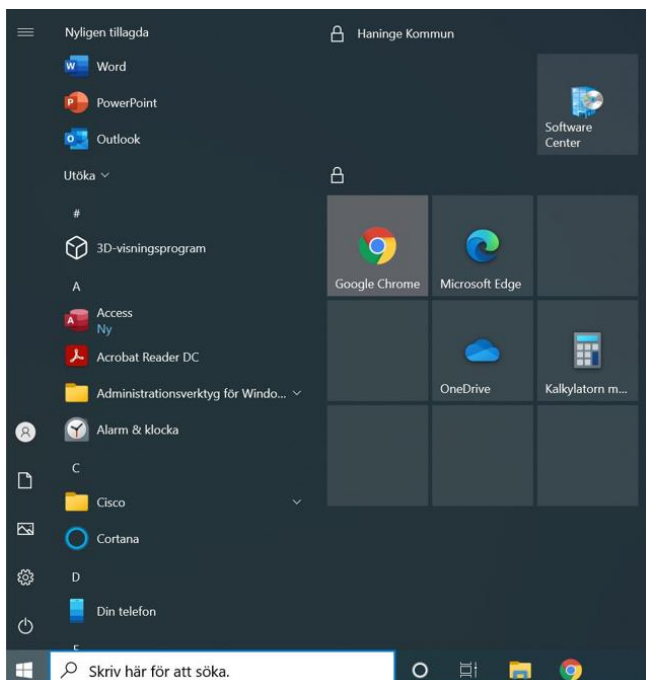 Nyligen tillagda
Word
PowerPoint
Outlook
Utöka
#
3D-visningsprogram
A
Access
Ny
Acrobat Reader DC
Administrationsverktyg för Windo...
Alarm & klocka
C
Cisco
Cortana
D
Din telefon
Haninge Kommun
Software
Center
Google Chrome
Microsoft Edge
OneDrive
Kalkylatorn m...
Skriv här för att söka.